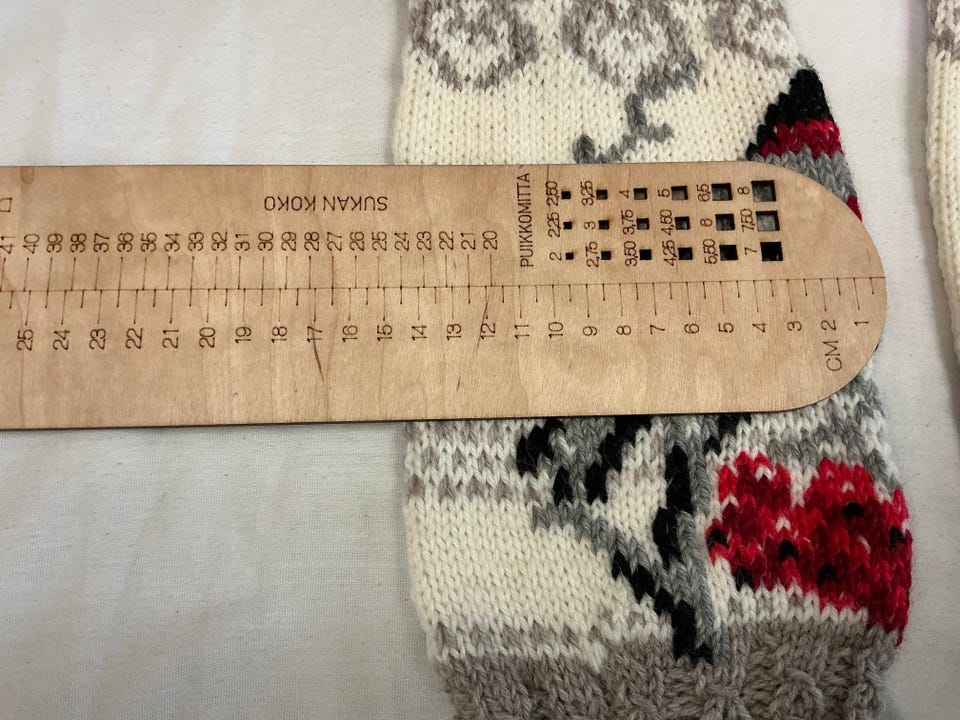 SUKAN KOKO
41 40 39 38 37 36 35 34 33 32 31 30 29 28 27 26 25 24 23 22 21 20
PUIKKOMITTA
2,50 3,25 4 5 6,5 8
2,25 3 3,75 4,50 6 7,50
2 2,75 3,50 4,25 5,50 7
25 24 23 22 21 20 19 18 17 16 15 14 13 12 11 10 9 8 7 6 5 4 3 2 1
CM